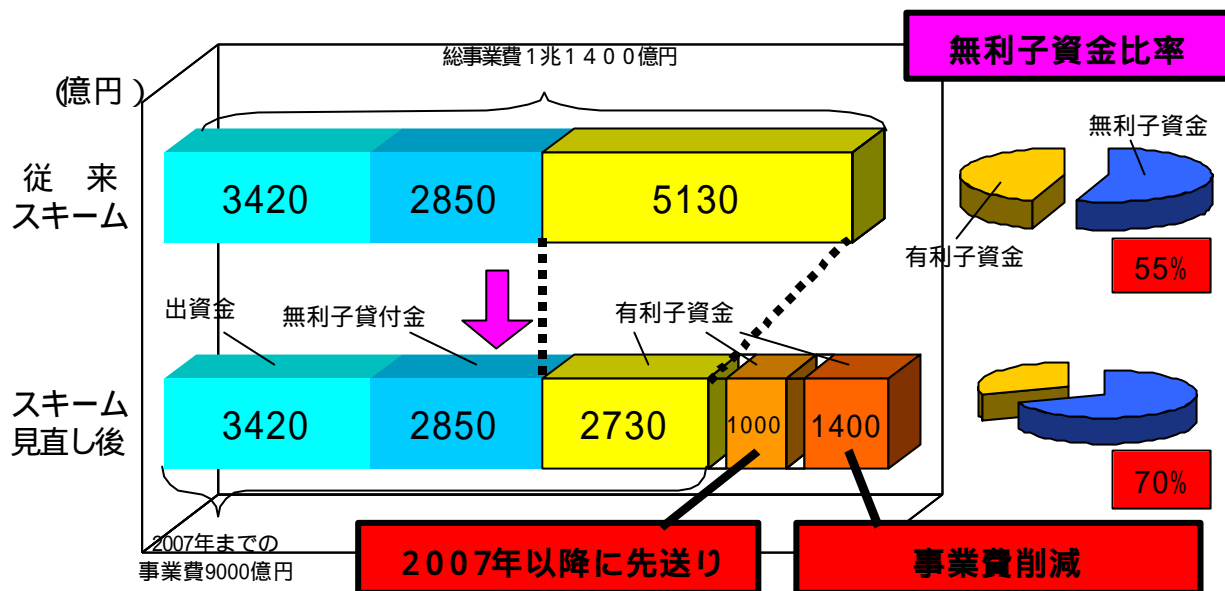 無利子資金比率
総事業費1兆1400億円
(億円)
無利子資金
従 来
スキーム
3420
2850
5130
有利子資金
55%
出資金
無利子貸付金
有利子資金
スキーム
見直し後
3420
2850
2730
1000
1400
70%
2007年までの
事業費9000億円
2007年以降に先送り
事業費削減